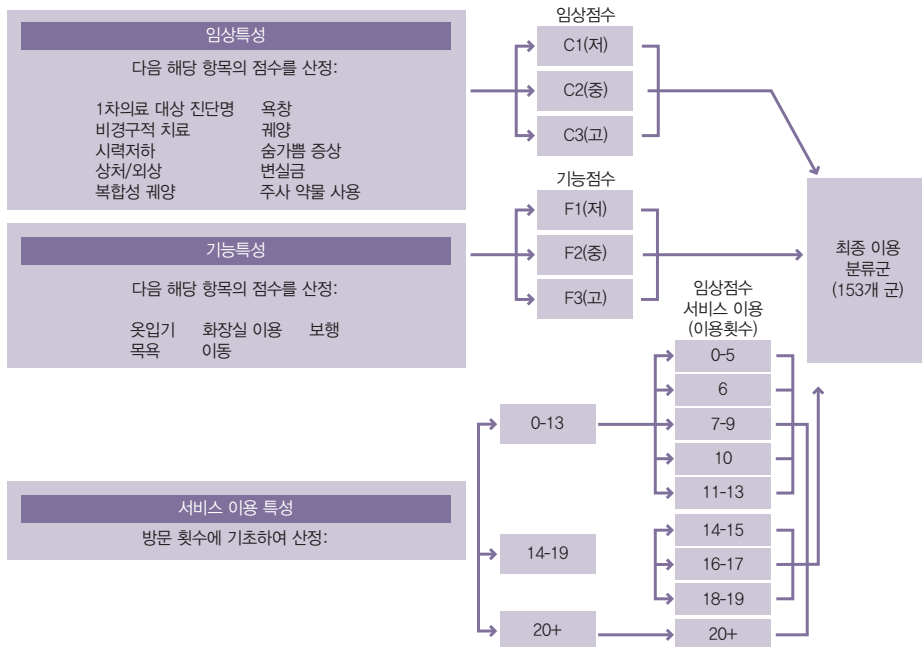 임상특성
다음 해당 항목의 점수를 산정:
1차의료 대상 진단명 욕창
비경구적 치료 궤양
시력저하 숨가쁨 증상
상처/외상 변실금
복합성 궤양 주사 약물 사용
임상점수
C1(저)
C2(중)
C3(고)
기능특성
다음 해당 항목의 점수를 산정:
옷입기 화장실 이용 보행
목욕 이동
기능점수
F1(저)
F2(중)
F3(고)
최종 이용
분류군
(153개 군)
서비스 이용 특성
방문 횟수에 기초하여 산정:
0-13
14-19
20+
임상점수
서비스 이용
(이용횟수)
0-5
6
7-9
10
11-13
14-15
16-17
18-19
20+